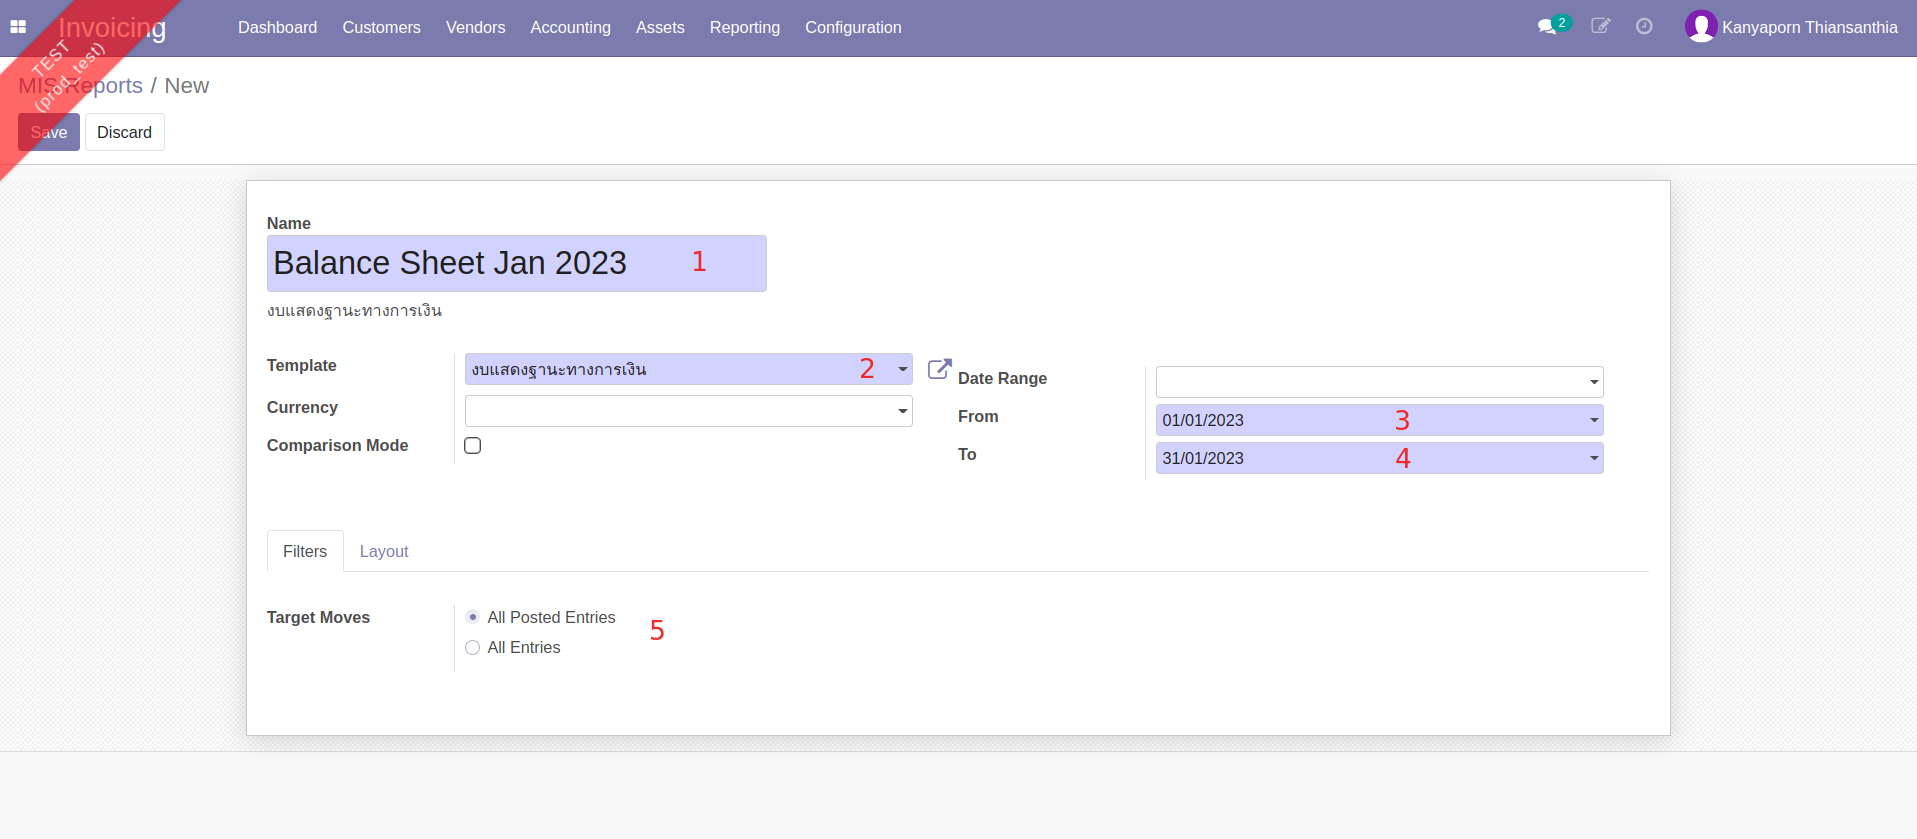 Invoicing Dashboard Customers Vendors Accounting Assets Reporting Configuration 2 Kanyaporn Thiansanthia
TEST
(prod_test)
MIS Reports / New
Save Discard
Name
Balance Sheet Jan 2023 1
งบแสดงฐานะทางการเงิน
Template งบแสดงฐานะทางการเงิน 2
Currency
Comparison Mode
Date Range
From 01/01/2023 3
To 31/01/2023 4
Filters Layout
Target Moves All Posted Entries
5
All Entries